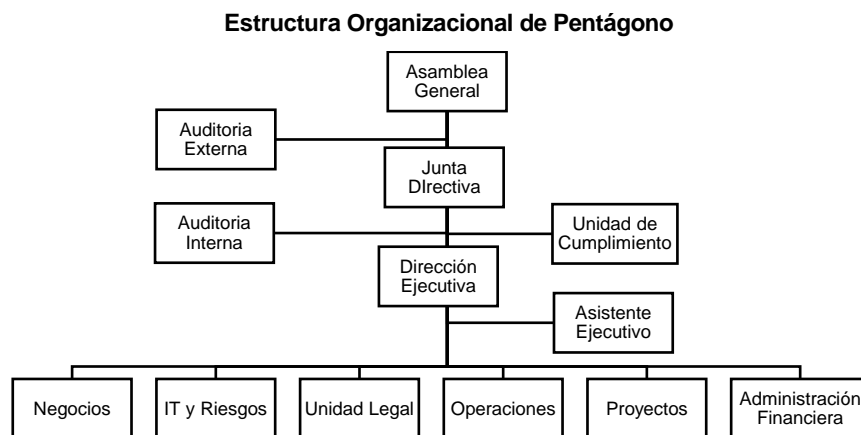 Estructura Organizacional de Pentágono
Asamblea
General
Auditoria
Externa
Junta
DIrectiva
Auditoria
Interna
Unidad de
Cumplimiento
Dirección
Ejecutiva
Asistente
Ejecutivo
Negocios
IT y Riesgos
Unidad Legal
Operaciones
Proyectos
Administración
Financiera